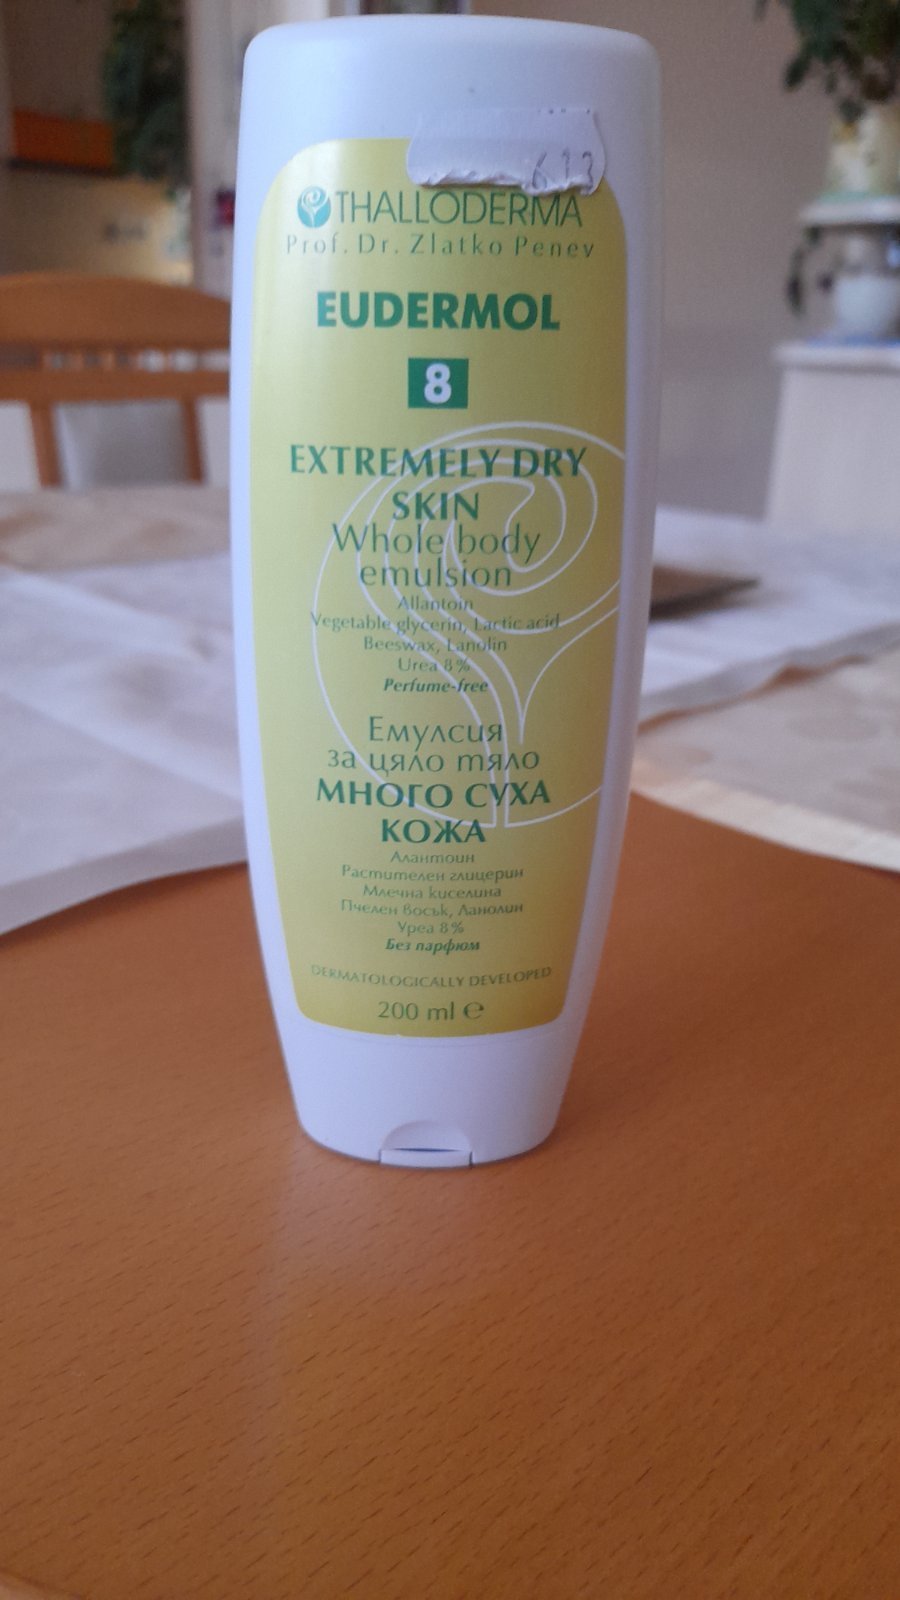 THALLODERMA
Prof. Dr. Zlatko Penev
EUDERMOL
8
EXTREMELY DRY
SKIN
Whole body
emulsion
Allantoin
Vegetable glycerin, Lactic acid
Beeswax, Lanolin
Urea 8%
Perfume-free
Емулсия
за цяло тяло
МНОГО СУХА
КОЖА
Алантоин
Растителен глицерин
Млечна киселина
Пчелен восък, Ланолин
Уреа 8%
Без парфюм
DERMATOLOGICALLY DEVELOPED
200 ml ℮